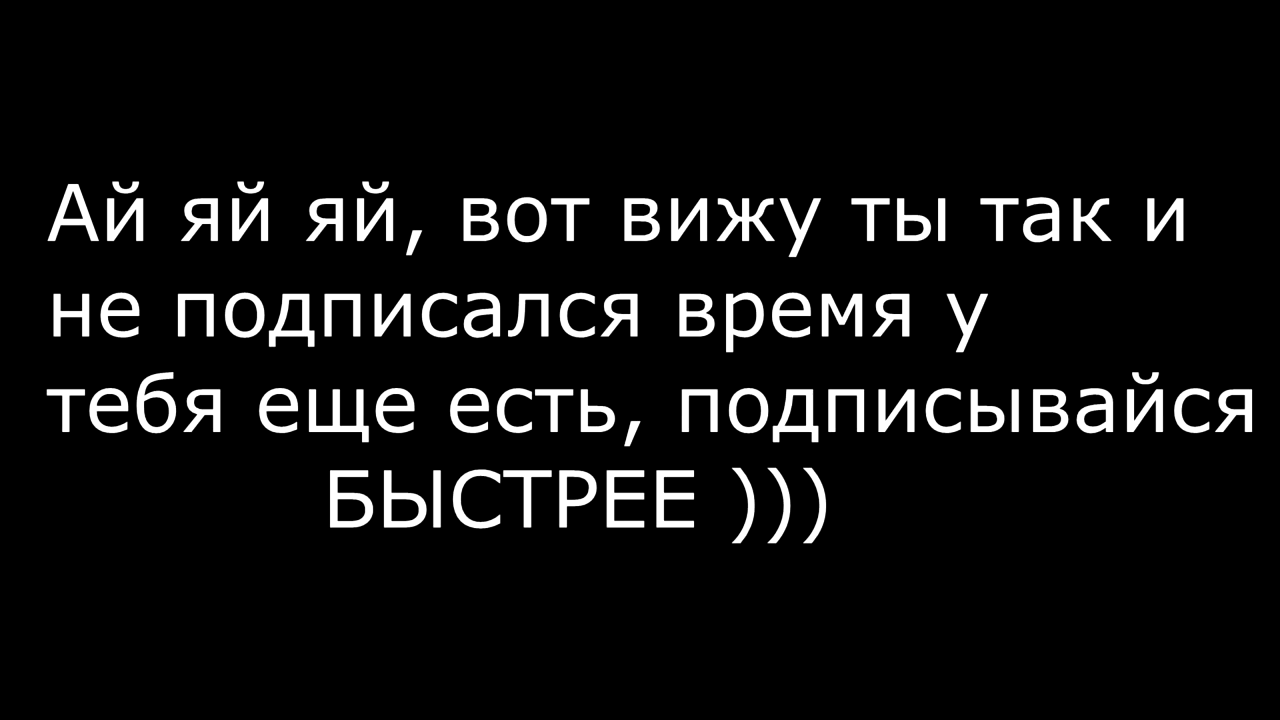 Ай яй яй, вот вижу ты так и
не подписался время у
тебя еще есть, подписывайся
БЫСТРЕЕ )))